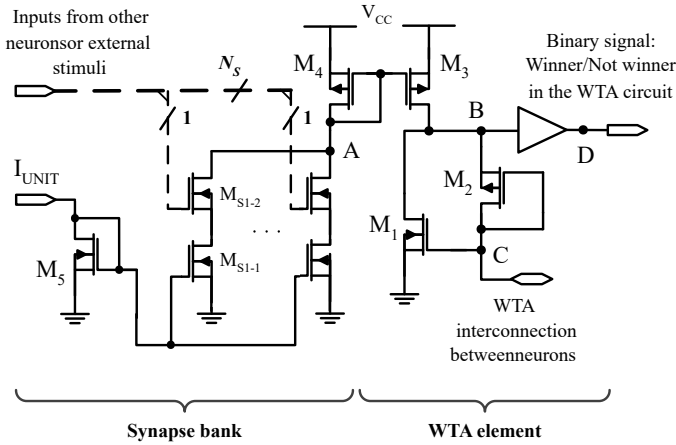 Inputs from other
neuronsor external
stimuli
N_S
1
1
V_CC
M_4
M_3
Binary signal:
Winner/Not winner
in the WTA circuit
A
B
D
I_UNIT
M_S1-2
M_2
M_1
. . .
M_5
M_S1-1
C
WTA
interconnection
betweenneurons
Synapse bank
WTA element